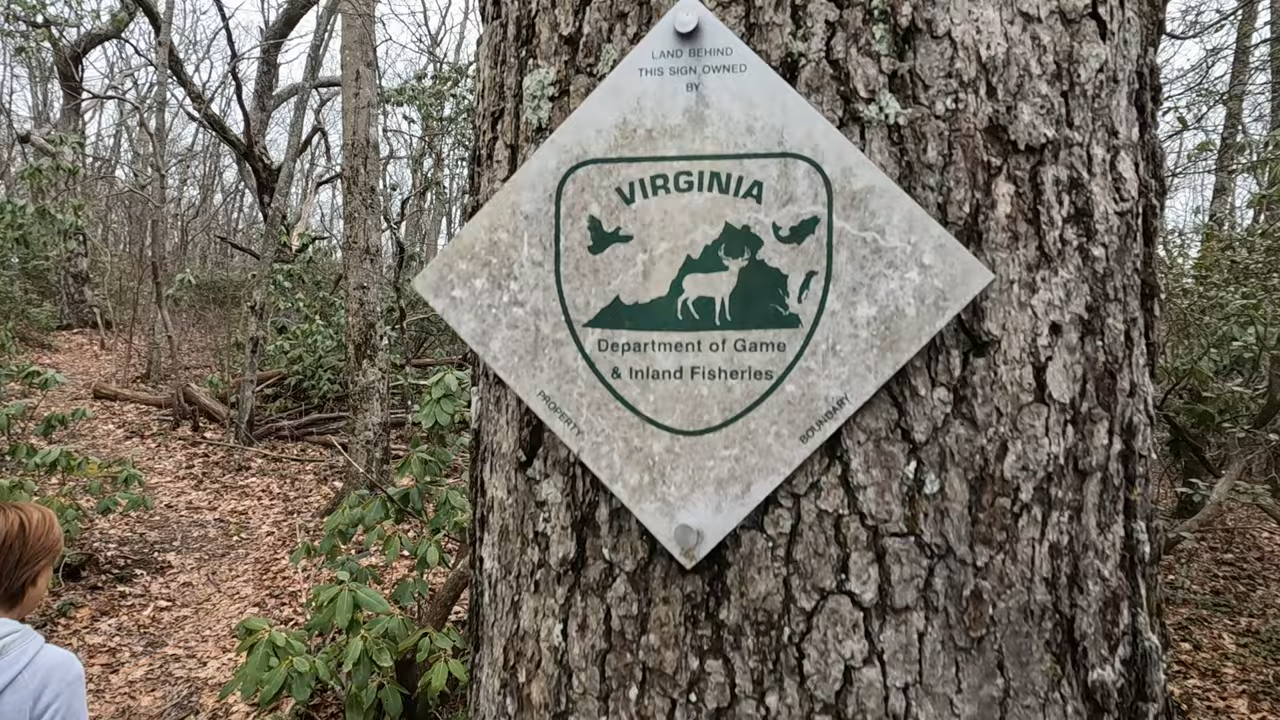 LAND BEHIND
THIS SIGN OWNED
BY
VIRGINIA
Department of Game
& Inland Fisheries
PROPERTY
BOUNDARY